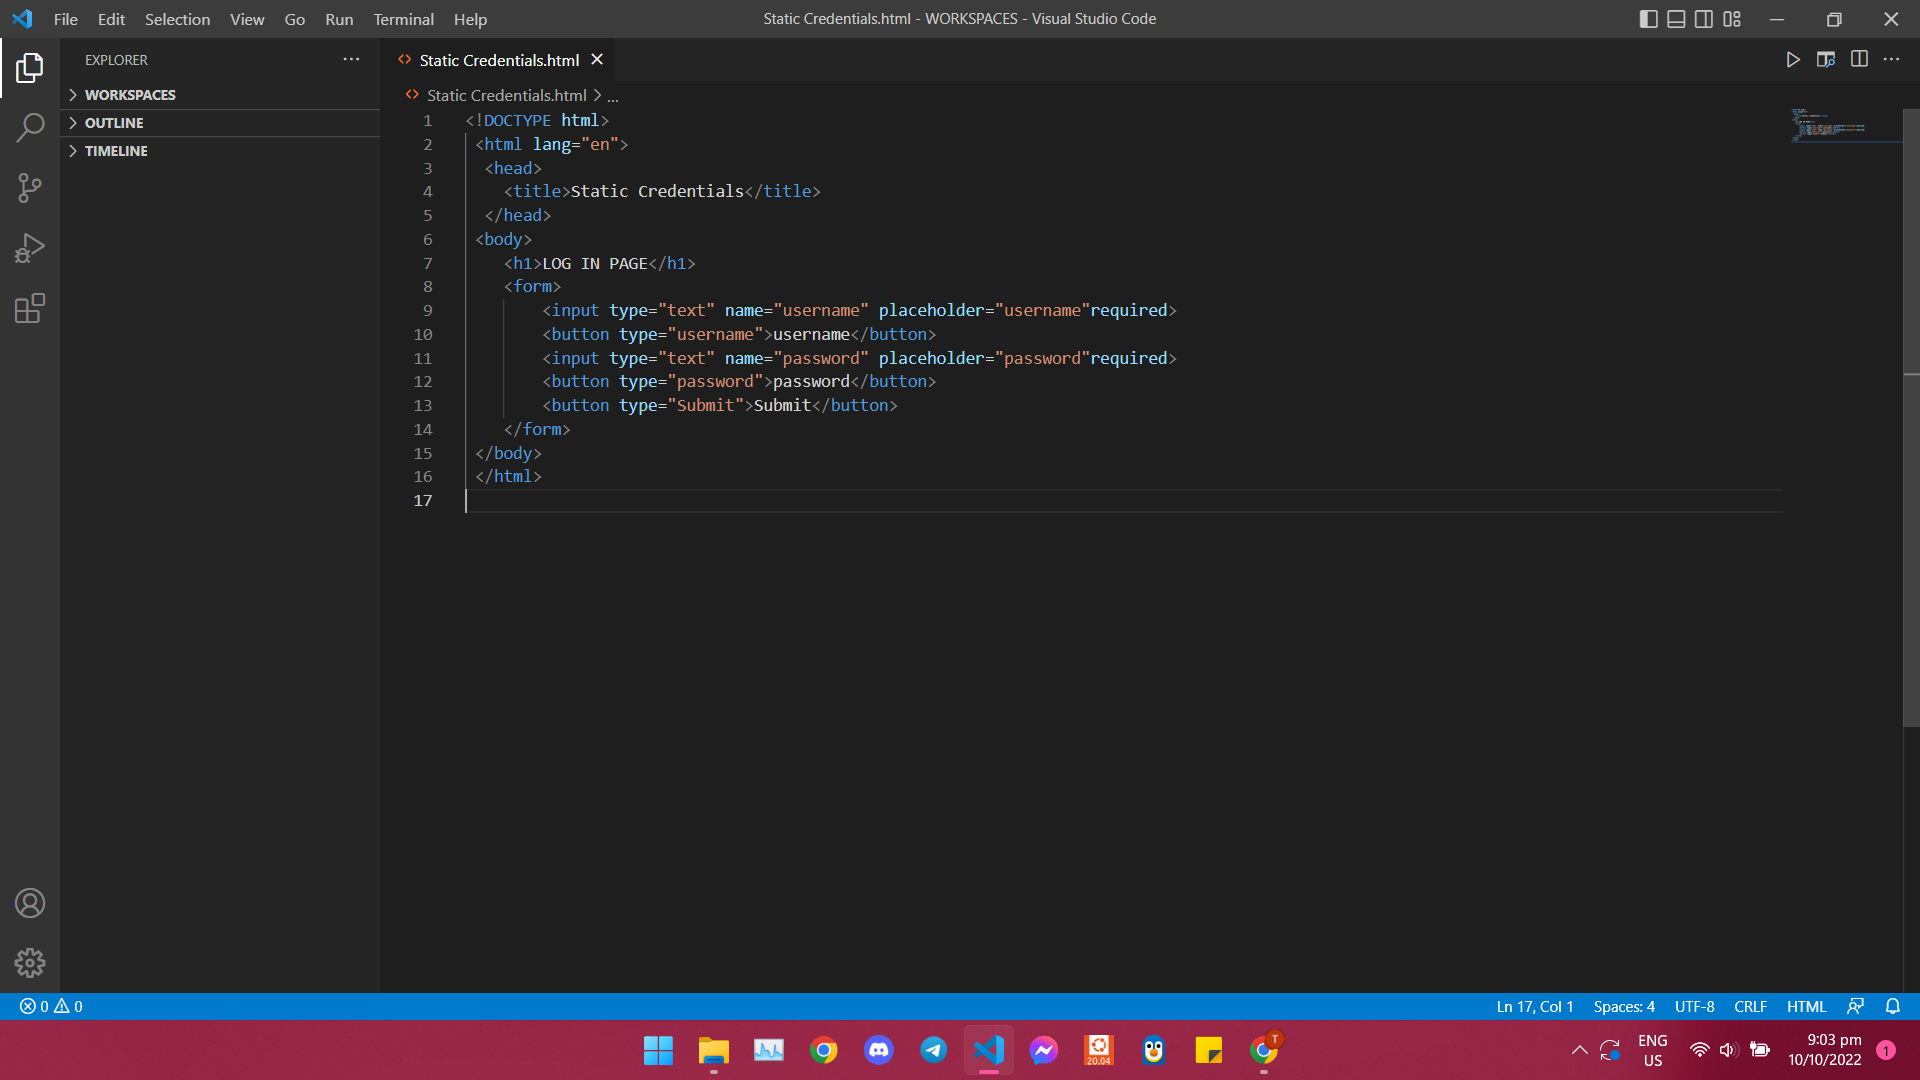 File Edit Selection View Go Run Terminal Help
Static Credentials.html - WORKSPACES - Visual Studio Code
EXPLORER
WORKSPACES
OUTLINE
TIMELINE
Static Credentials.html
Static Credentials.html > ...
1 <!DOCTYPE html>
2 <html lang="en">
3 <head>
4 <title>Static Credentials</title>
5 </head>
6 <body>
7 <h1>LOG IN PAGE</h1>
8 <form>
9 <input type="text" name="username" placeholder="username"required>
10 <button type="username">username</button>
11 <input type="text" name="password" placeholder="password"required>
12 <button type="password">password</button>
13 <button type="Submit">Submit</button>
14 </form>
15 </body>
16 </html>
17
0 0
Ln 17, Col 1 Spaces: 4 UTF-8 CRLF HTML
20.04
T
ENG
US
9:03 pm
10/10/2022
1